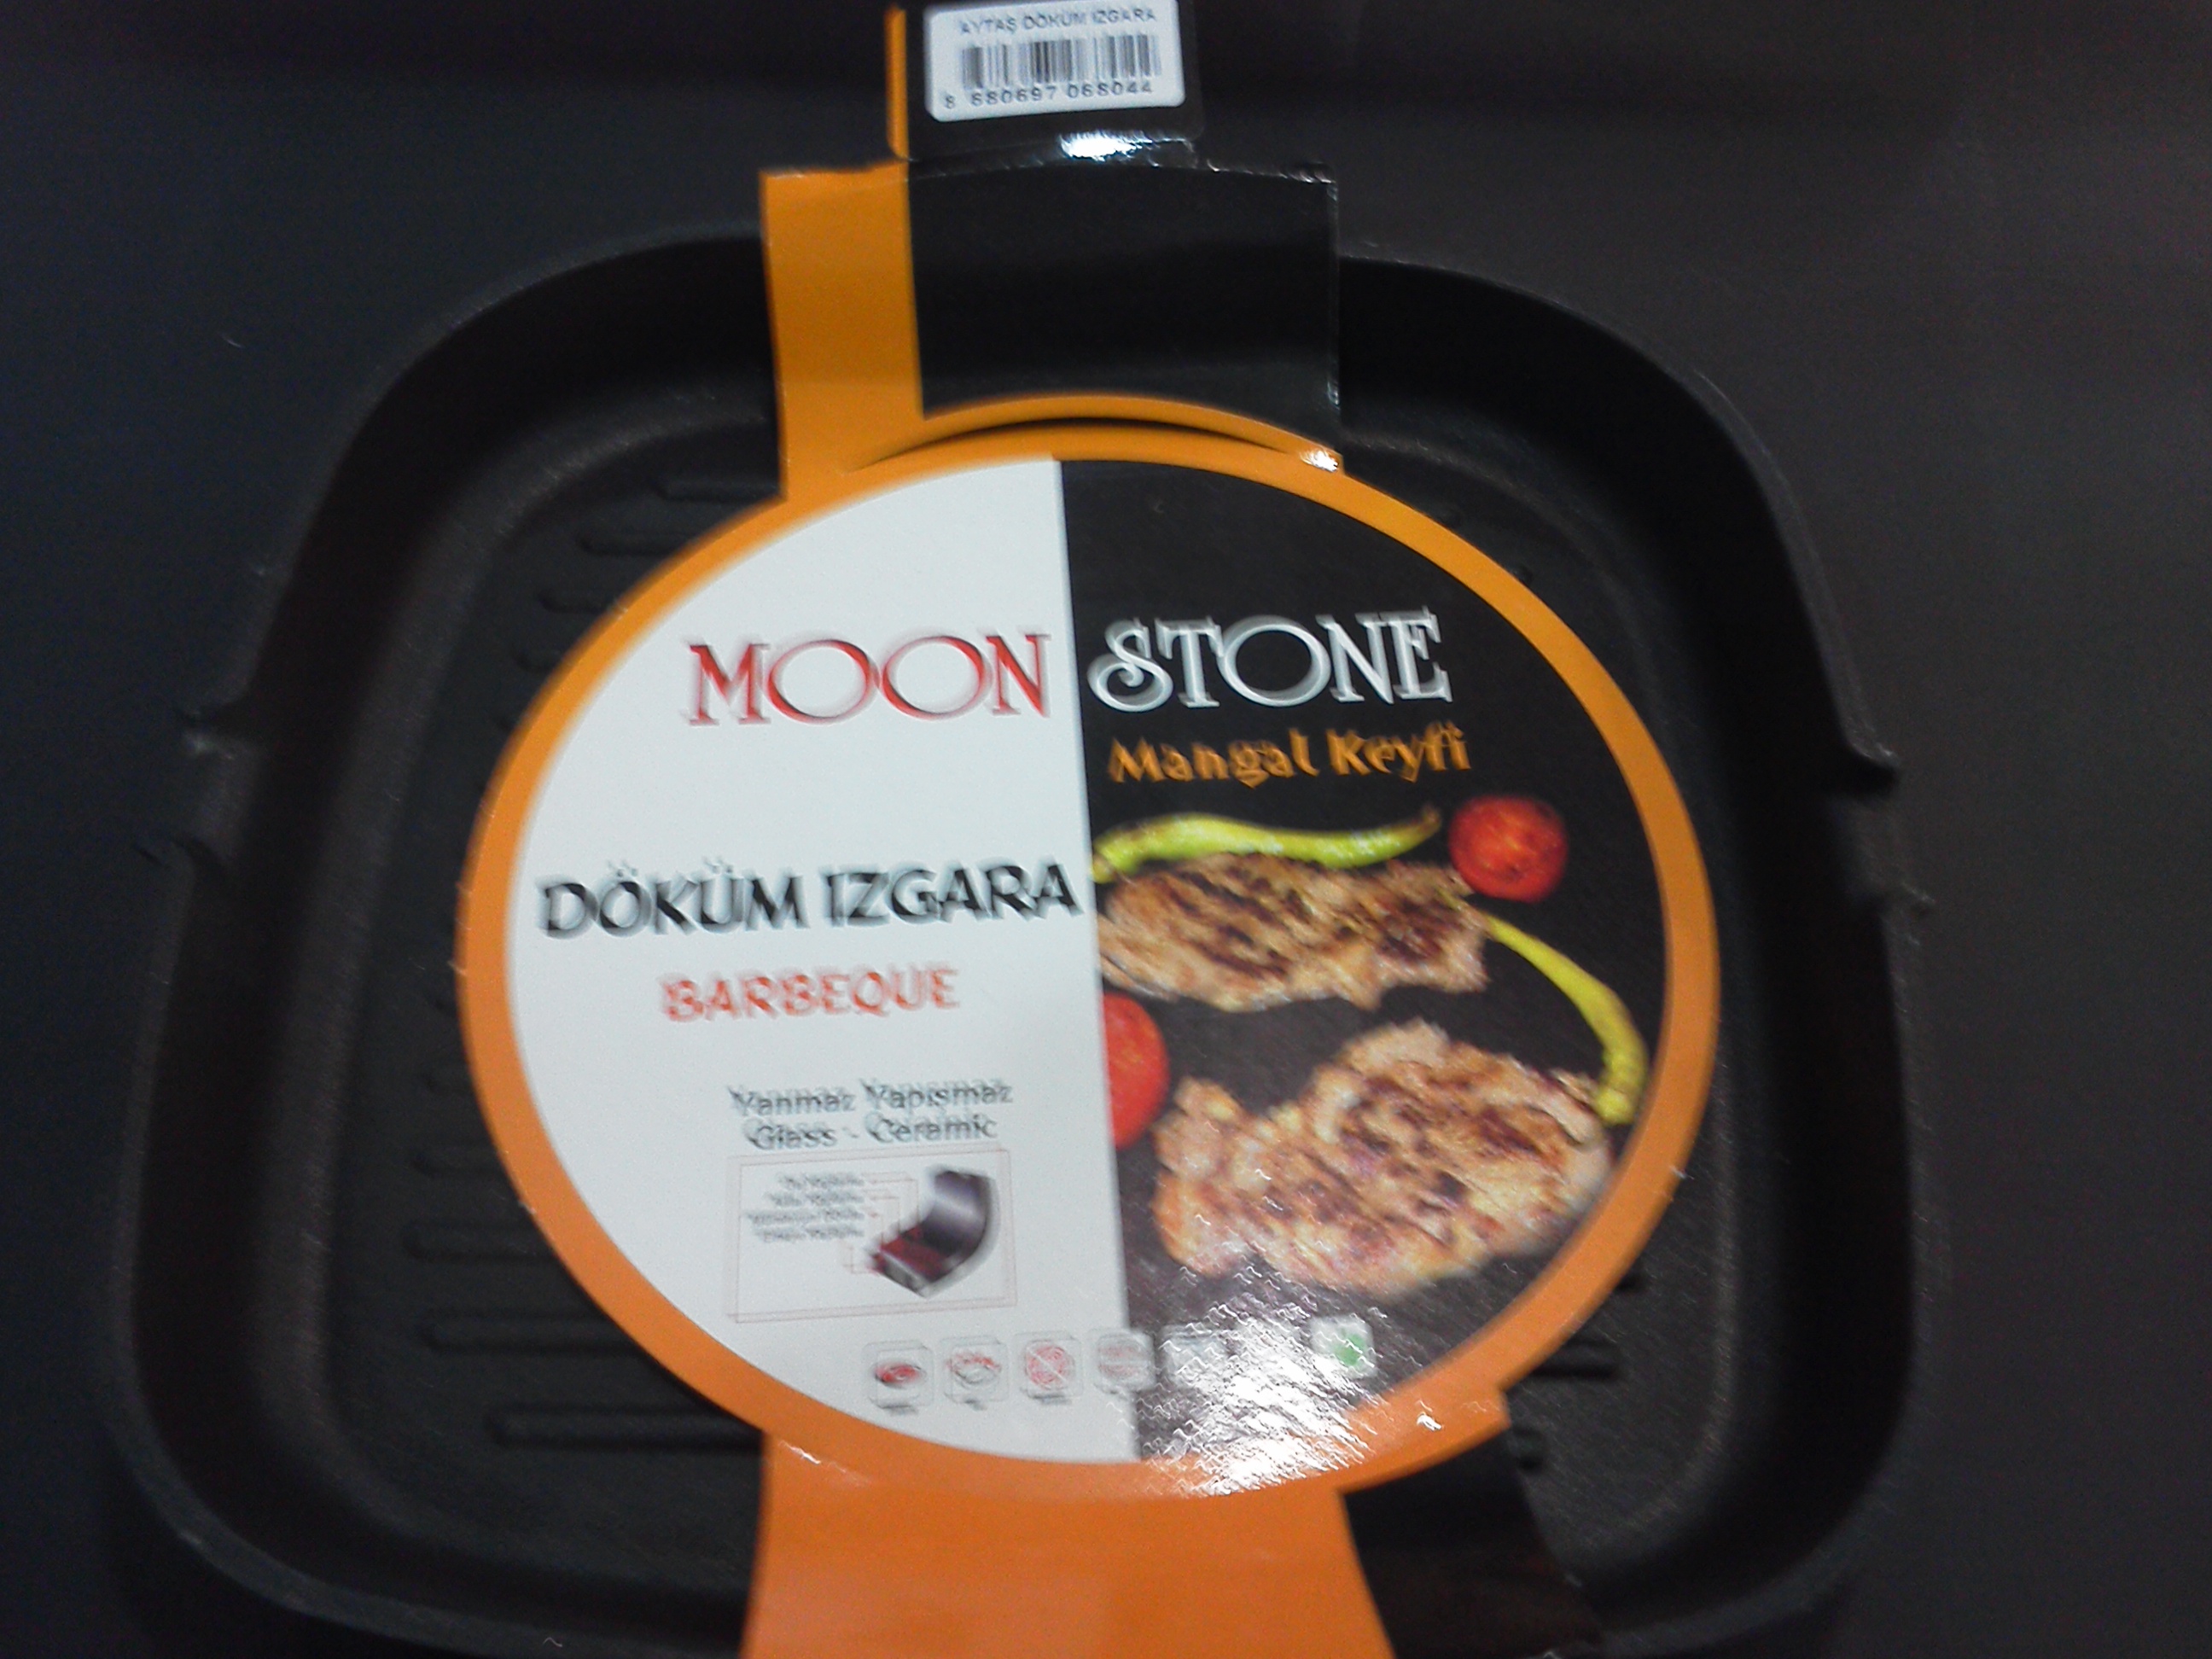 AYTAŞ DÖKÜM IZGARA
8 680697 068044
MOON STONE
Mangal Keyfi
DÖKÜM IZGARA
BARBEQUE
Yanmaz Yapışmaz
Glass - Ceramic